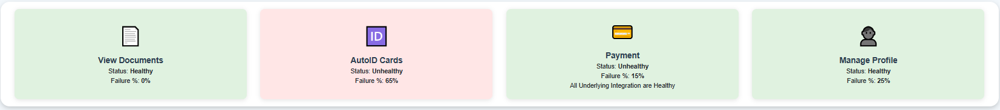 View Documents
Status: Healthy
Failure %: 0%
ID
AutoID Cards
Status: Unhealthy
Failure %: 65%
Payment
Status: Unhealthy
Failure %: 15%
All Underlying Integration are Healthy
Manage Profile
Status: Healthy
Failure %: 25%